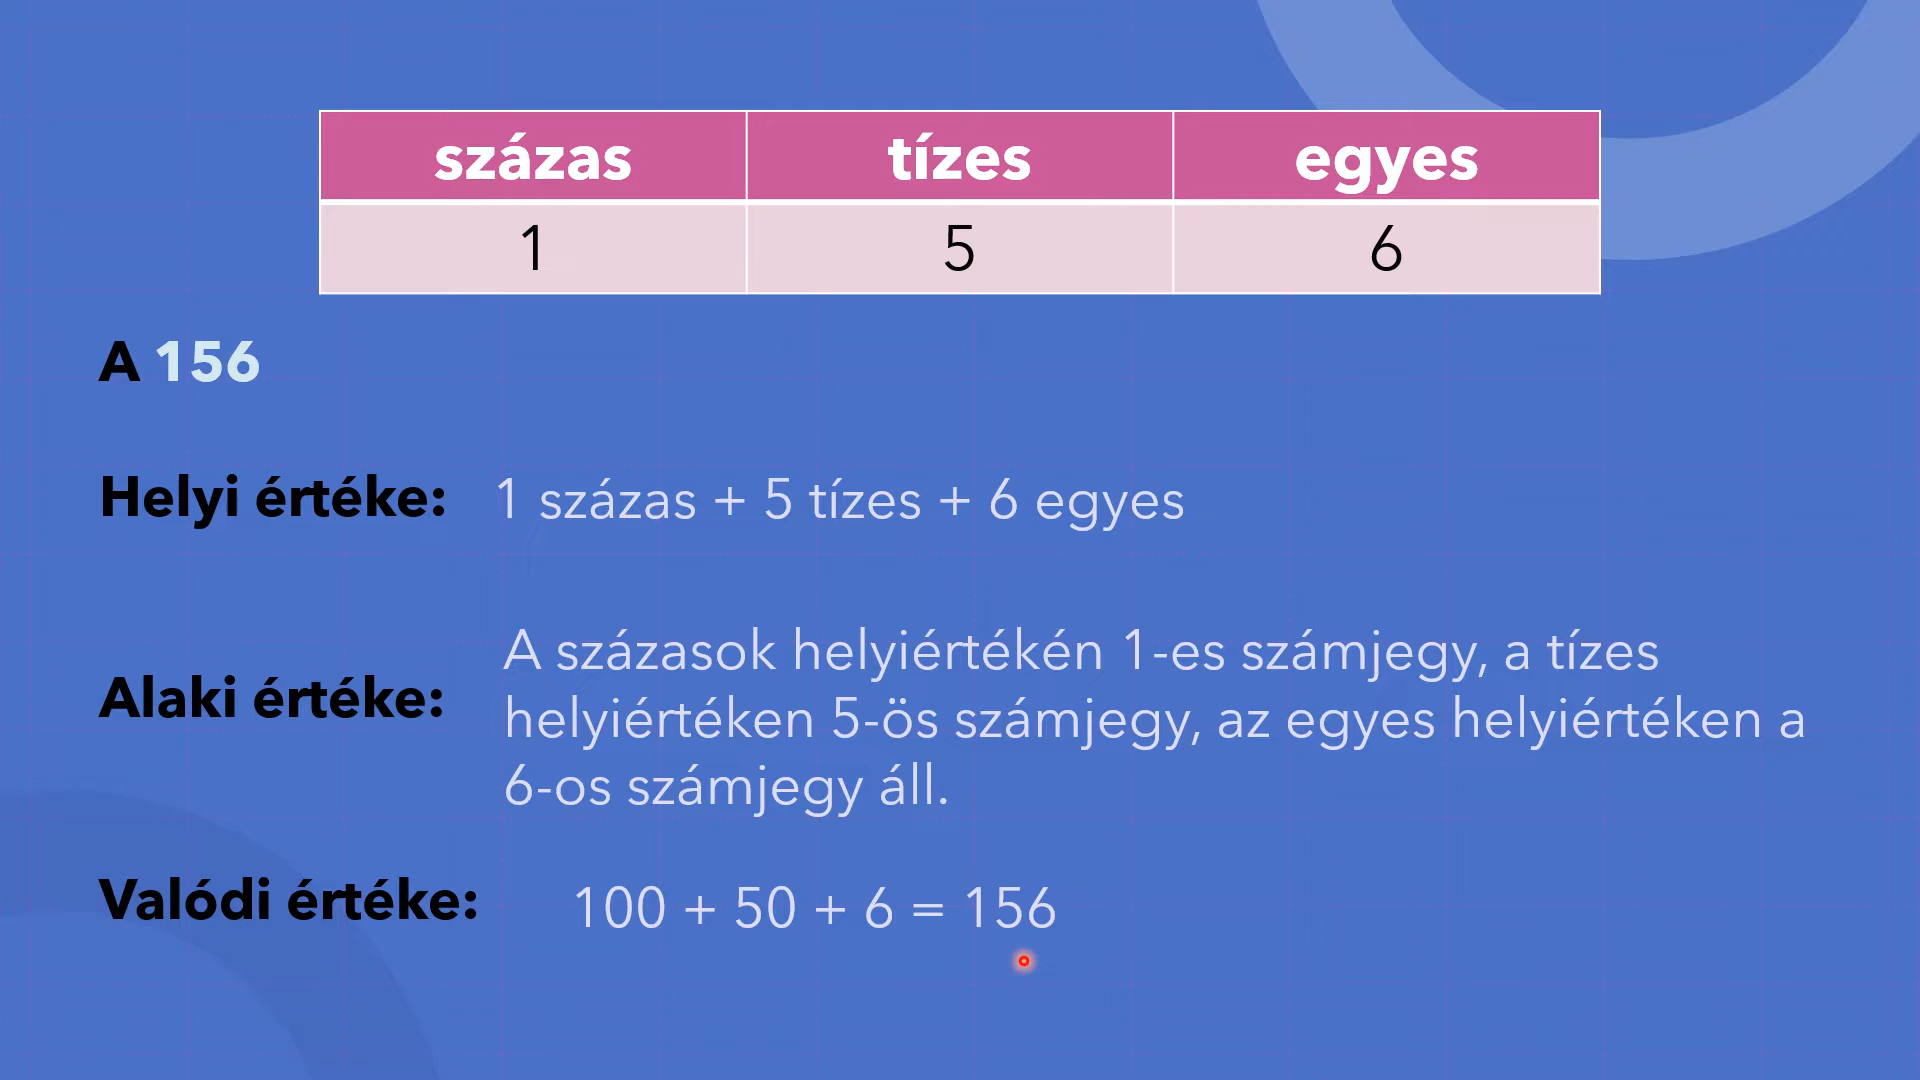 százas tízes egyes
1 5 6
A 156
Helyi értéke: 1 százas + 5 tízes + 6 egyes
Alaki értéke: A százasok helyiértékén 1-es számjegy, a tízes
helyiértéken 5-ös számjegy, az egyes helyiértéken a
6-os számjegy áll.
Valódi értéke: 100 + 50 + 6 = 156